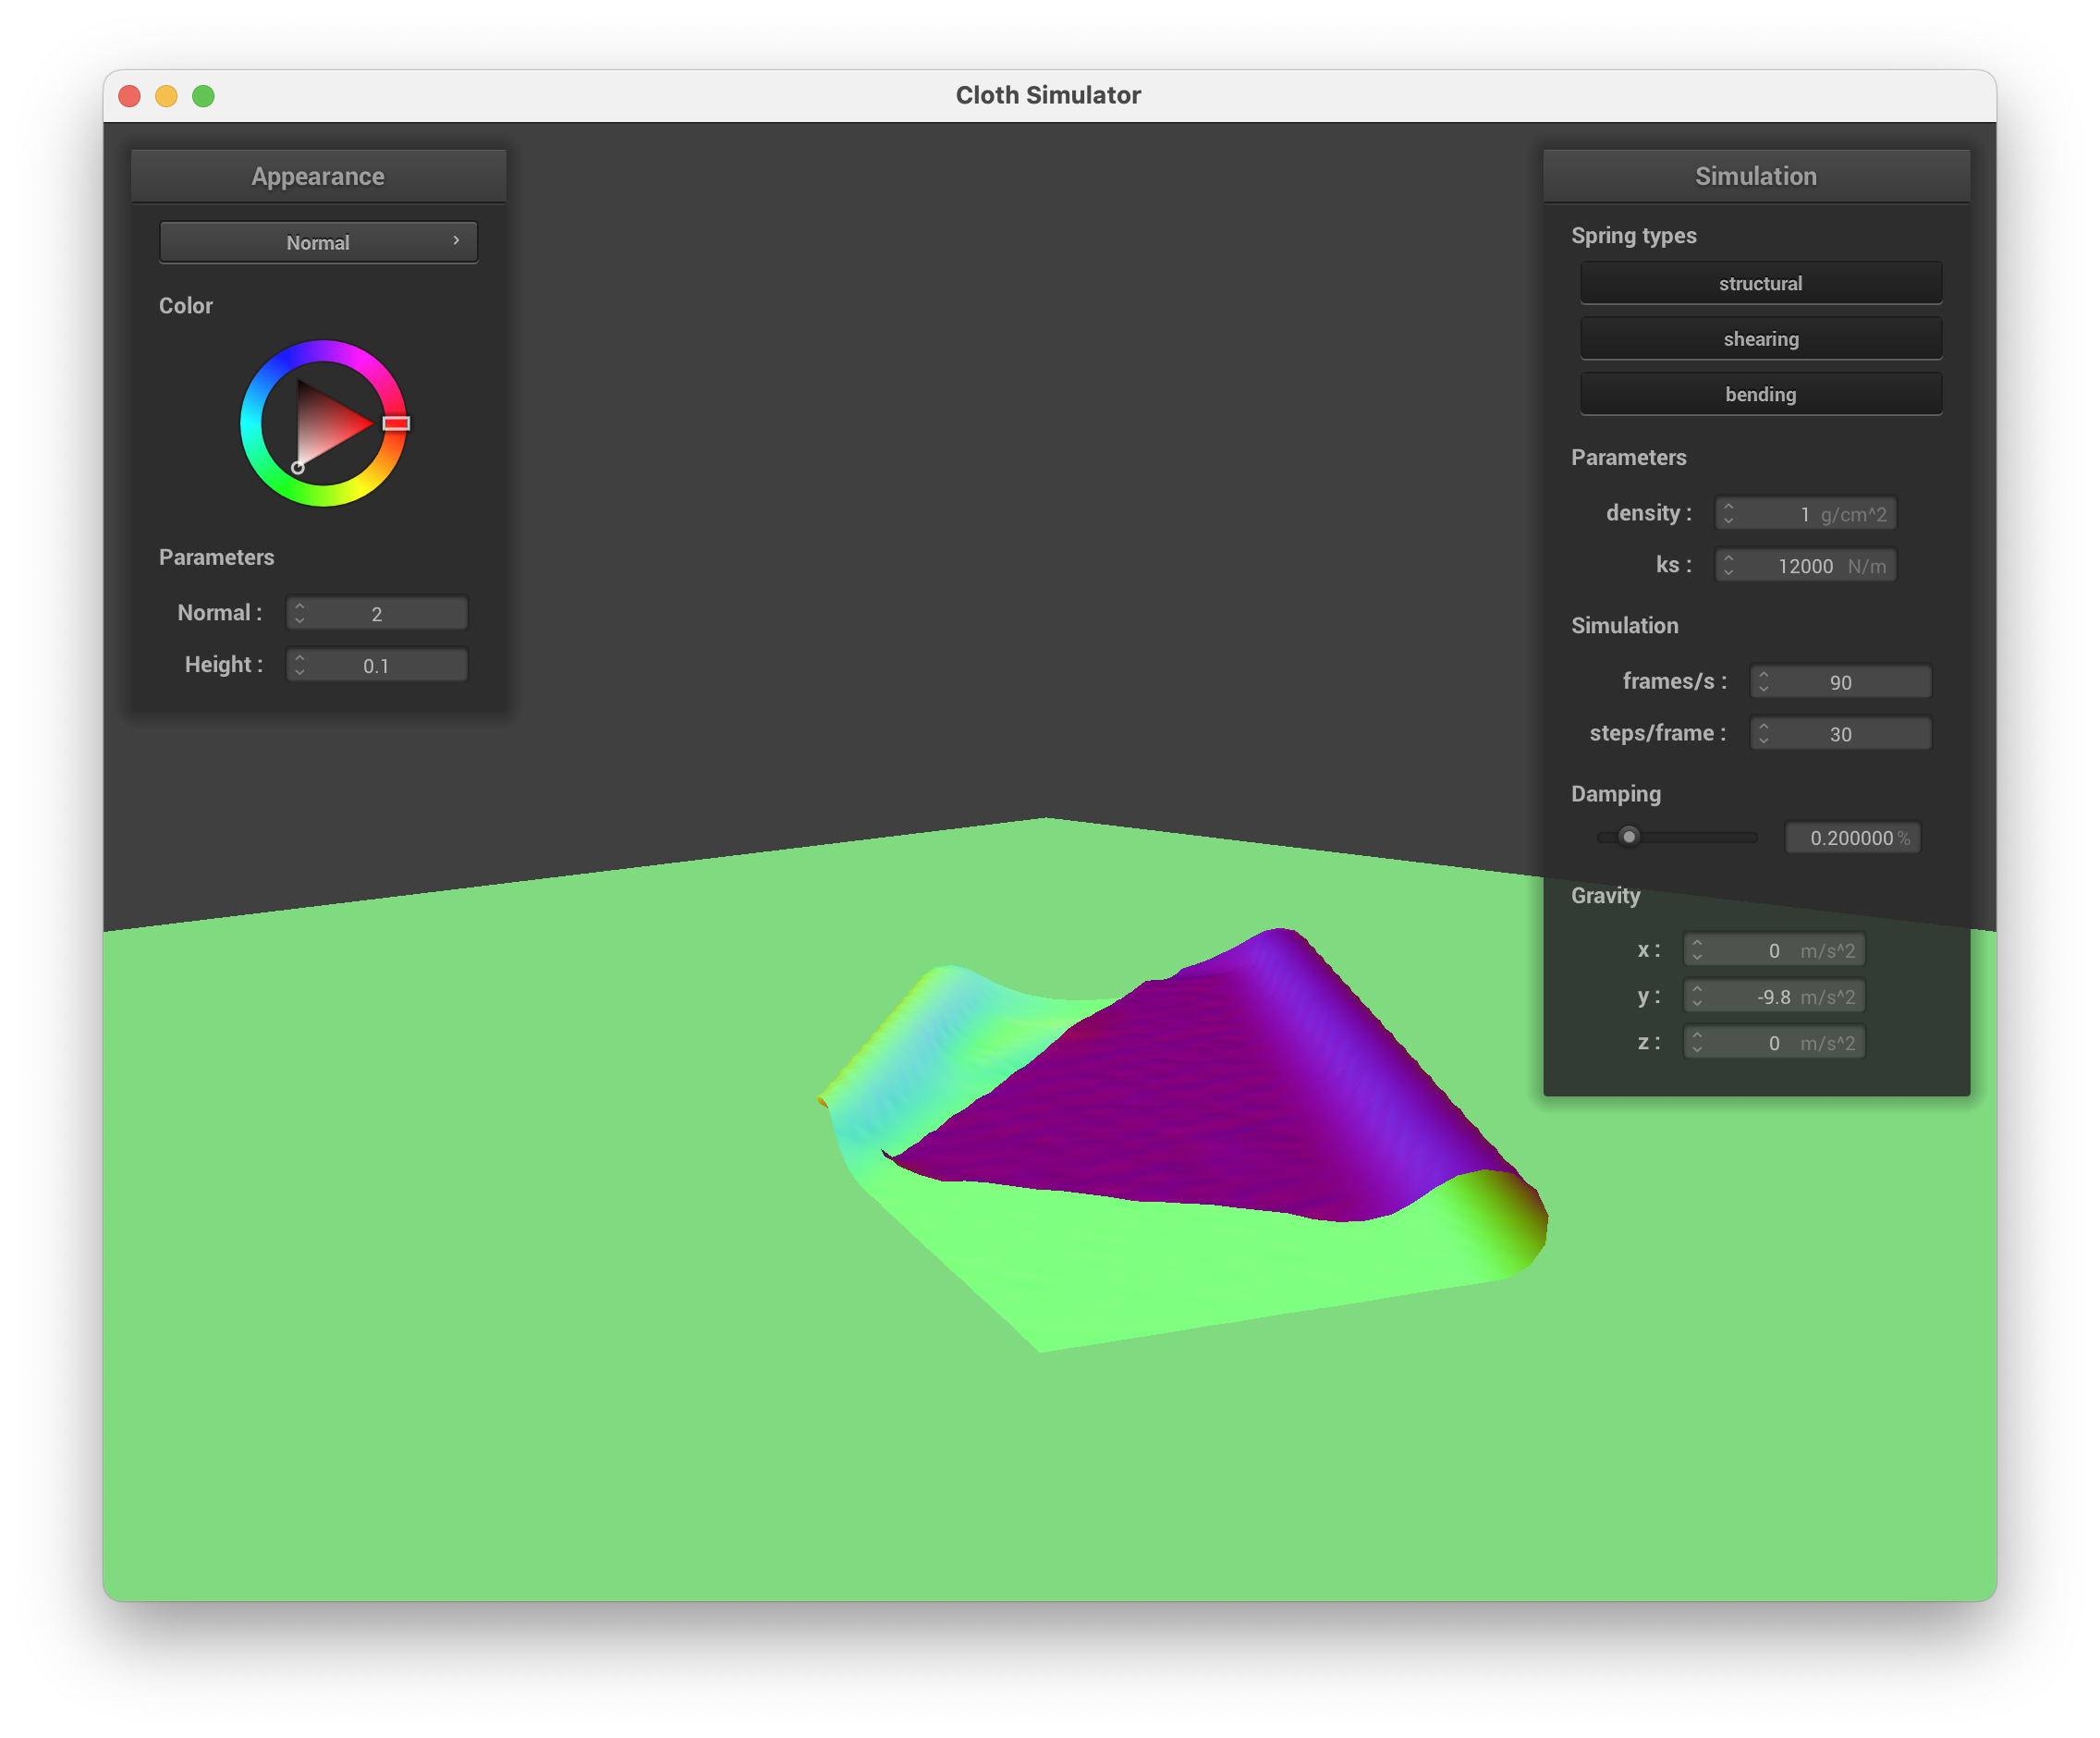 Cloth Simulator
Appearance
Normal
Color
Parameters
Normal : 2
Height : 0.1
Simulation
Spring types
structural
shearing
bending
Parameters
density : 1 g/cm^2
ks : 12000 N/m
Simulation
frames/s : 90
steps/frame : 30
Damping
0.200000 %
Gravity
x : 0 m/s^2
y : -9.8 m/s^2
z : 0 m/s^2